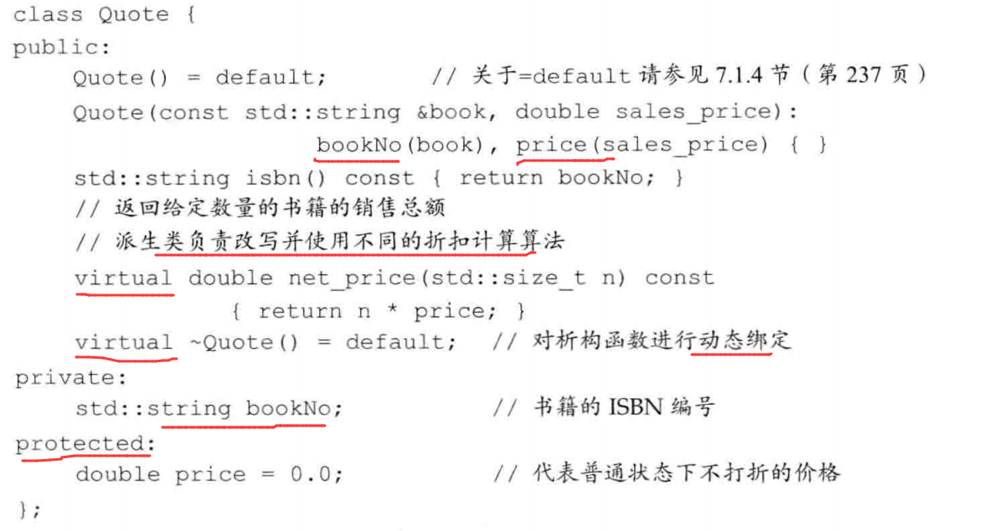 class Quote {
public:
    Quote() = default;        // 关于=default 请参见 7.1.4 节（第 237 页）
    Quote(const std::string &book, double sales_price):
                    bookNo(book), price(sales_price) { }
    std::string isbn() const { return bookNo; }
    // 返回给定数量的书籍的销售总额
    // 派生类负责改写并使用不同的折扣计算算法
    virtual double net_price(std::size_t n) const
              { return n * price; }
    virtual ~Quote() = default;   // 对析构函数进行动态绑定
private:
    std::string bookNo;           // 书籍的 ISBN 编号
protected:
    double price = 0.0;           // 代表普通状态下不打折的价格
};